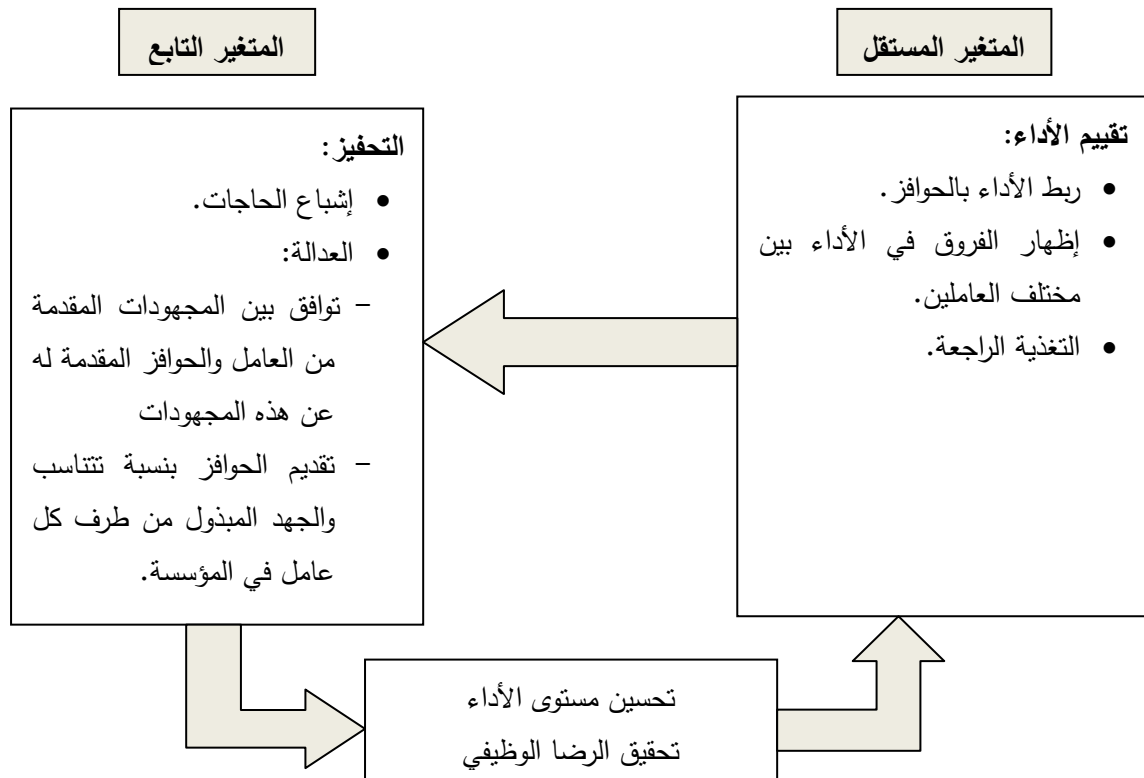 المتغير المستقل
المتغير التابع
تقييم الأداء:
• ربط الأداء بالحوافز.
• إظهار الفروق في الأداء بين
مختلف العاملين.
• التغذية الراجعة.
التحفيز:
• إشباع الحاجات.
• العدالة:
- توافق بين المجهودات المقدمة
من العامل والحوافز المقدمة له
عن هذه المجهودات
- تقديم الحوافز بنسبة تتناسب
والجهد المبذول من طرف كل
عامل في المؤسسة.
تحسين مستوى الأداء
تحقيق الرضا الوظيفي